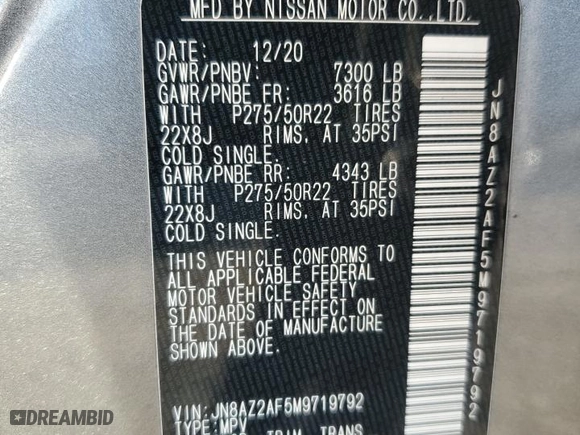 MFD BY NISSAN MOTOR CO.,LTD.
DATE: 12/20
GVWR/PNBV: 7300 LB
GAWR/PNBE FR: 3616 LB
WITH P275/50R22 TIRES
22X8J RIMS, AT 35PSI
COLD SINGLE.
GAWR/PNBE RR: 4343 LB
WITH P275/50R22 TIRES
22X8J RIMS, AT 35PSI
COLD SINGLE.
THIS VEHICLE CONFORMS TO
ALL APPLICABLE FEDERAL
MOTOR VEHICLE SAFETY
STANDARDS IN EFFECT ON
THE DATE OF MANUFACTURE
SHOWN ABOVE.
VIN: JN8AZ2AF5M9719792
TYPE: MPV
TRIM TRANS
JN8AZ2AF5M9719792
DREAMBID